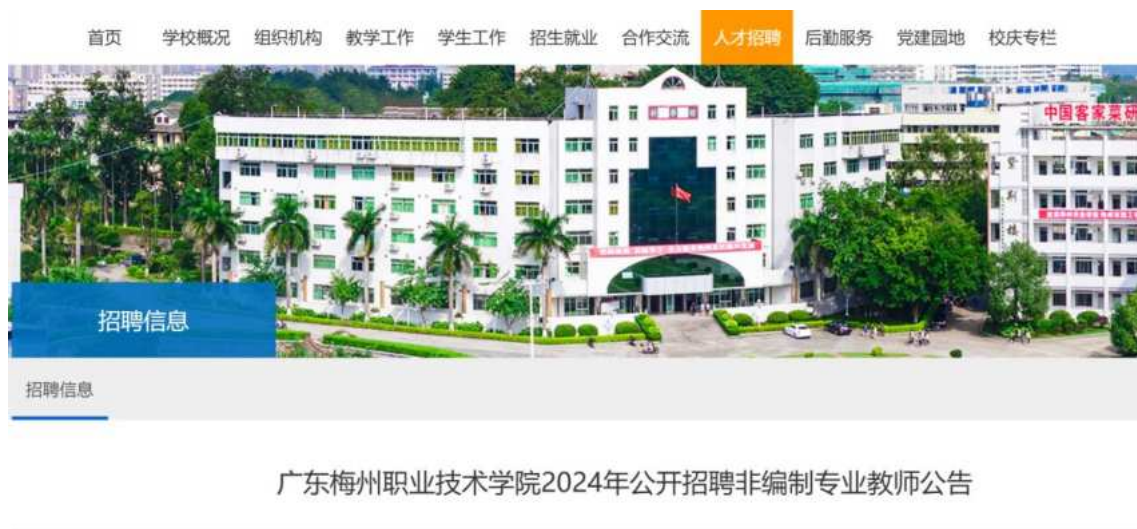 首页 学校概况 组织机构 教学工作 学生工作 招生就业 合作交流 人才招聘 后勤服务 党建园地 校庆专栏
中国客家菜研
招聘信息
招聘信息
广东梅州职业技术学院2024年公开招聘非编制专业教师公告